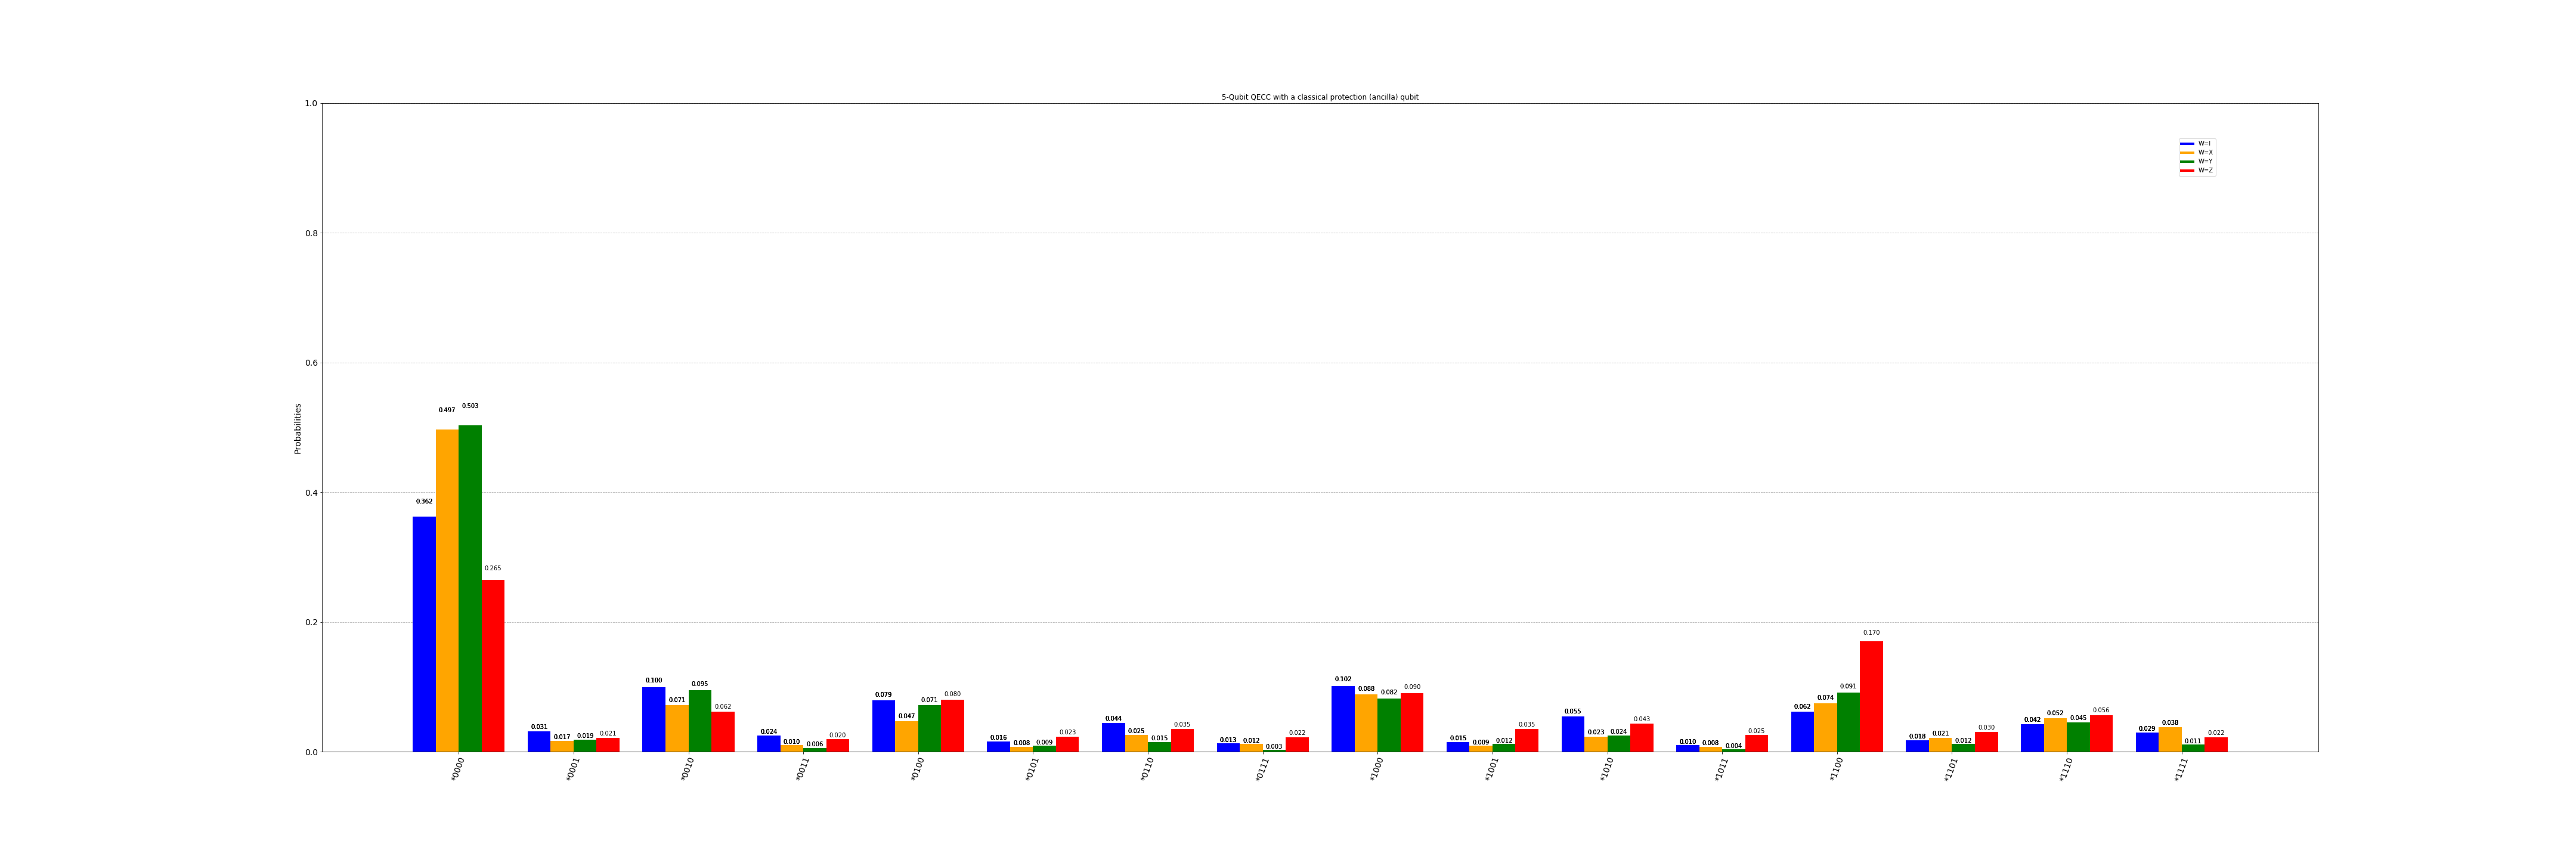 5-Qubit QECC with a classical protection (ancilla) qubit
1.0
0.8
0.6
0.4
0.2
0.0
Probabilities
W=I
W=X
W=Y
W=Z
0.362 0.497 0.503 0.265
0.031 0.017 0.019 0.021
0.100 0.071 0.095 0.062
0.024 0.010 0.006 0.020
0.079 0.047 0.071 0.080
0.016 0.008 0.009 0.023
0.044 0.025 0.015 0.035
0.013 0.012 0.003 0.022
0.102 0.088 0.082 0.090
0.015 0.009 0.012 0.035
0.055 0.023 0.024 0.043
0.010 0.008 0.004 0.025
0.062 0.074 0.091 0.170
0.018 0.021 0.012 0.030
0.042 0.052 0.045 0.056
0.029 0.038 0.011 0.022
*0000
*0001
*0010
*0011
*0100
*0101
*0110
*0111
*1000
*1001
*1010
*1011
*1100
*1101
*1110
*1111